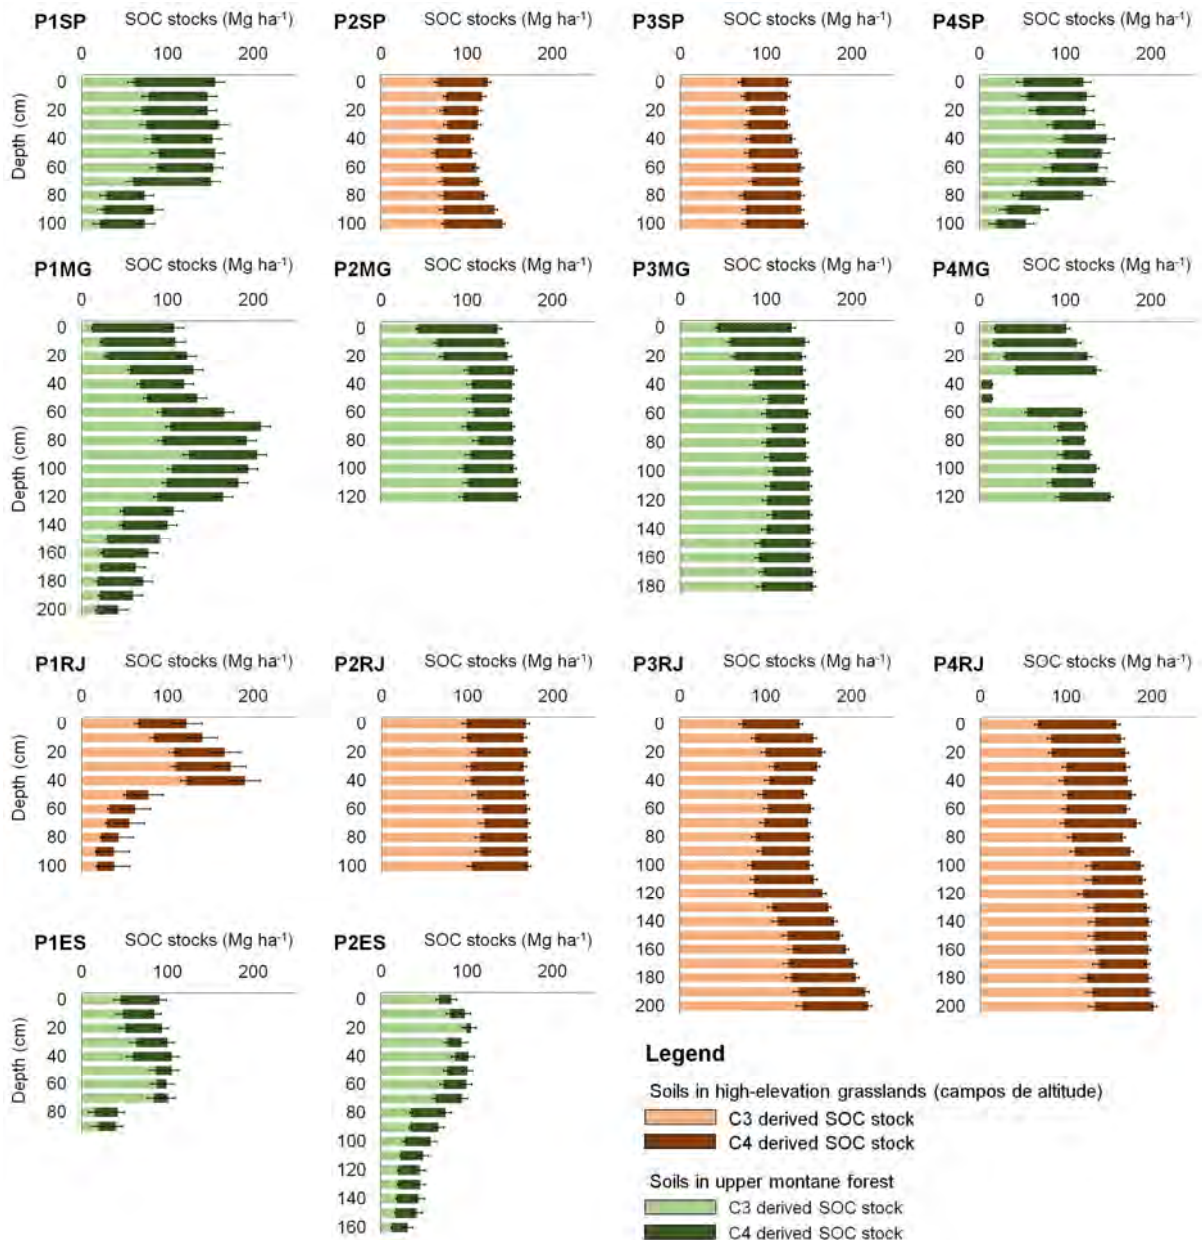 P1SP SOC stocks (Mg ha⁻¹) P2SP SOC stocks (Mg ha⁻¹) P3SP SOC stocks (Mg ha⁻¹) P4SP SOC stocks (Mg ha⁻¹)
0 100 200 0 100 200 0 100 200 0 100 200
Depth (cm)
0 0 0 0
20 20 20 20
40 40 40 40
60 60 60 60
80 80 80 80
100 100 100 100
P1MG SOC stocks (Mg ha⁻¹) P2MG SOC stocks (Mg ha⁻¹) P3MG SOC stocks (Mg ha⁻¹) P4MG SOC stocks (Mg ha⁻¹)
0 100 200 0 100 200 0 100 200 0 100 200
Depth (cm)
0 0 0 0
20 20 20 20
40 40 40 40
60 60 60 60
80 80 80 80
100 100 100 100
120 120 120 120
140 140
160 160
180 180
200
P1RJ SOC stocks (Mg ha⁻¹) P2RJ SOC stocks (Mg ha⁻¹) P3RJ SOC stocks (Mg ha⁻¹) P4RJ SOC stocks (Mg ha⁻¹)
0 100 200 0 100 200 0 100 200 0 100 200
Depth (cm)
0 0 0 0
20 20 20 20
40 40 40 40
60 60 60 60
80 80 80 80
100 100 100 100
120 120
140 140
160 160
180 180
200 200
P1ES SOC stocks (Mg ha⁻¹) P2ES SOC stocks (Mg ha⁻¹)
0 100 200 0 100 200
Depth (cm)
0 0
20 20
40 40
60 60
80 80
100
120
140
160
Legend
Soils in high-elevation grasslands (campos de altitude)
C3 derived SOC stock
C4 derived SOC stock
Soils in upper montane forest
C3 derived SOC stock
C4 derived SOC stock